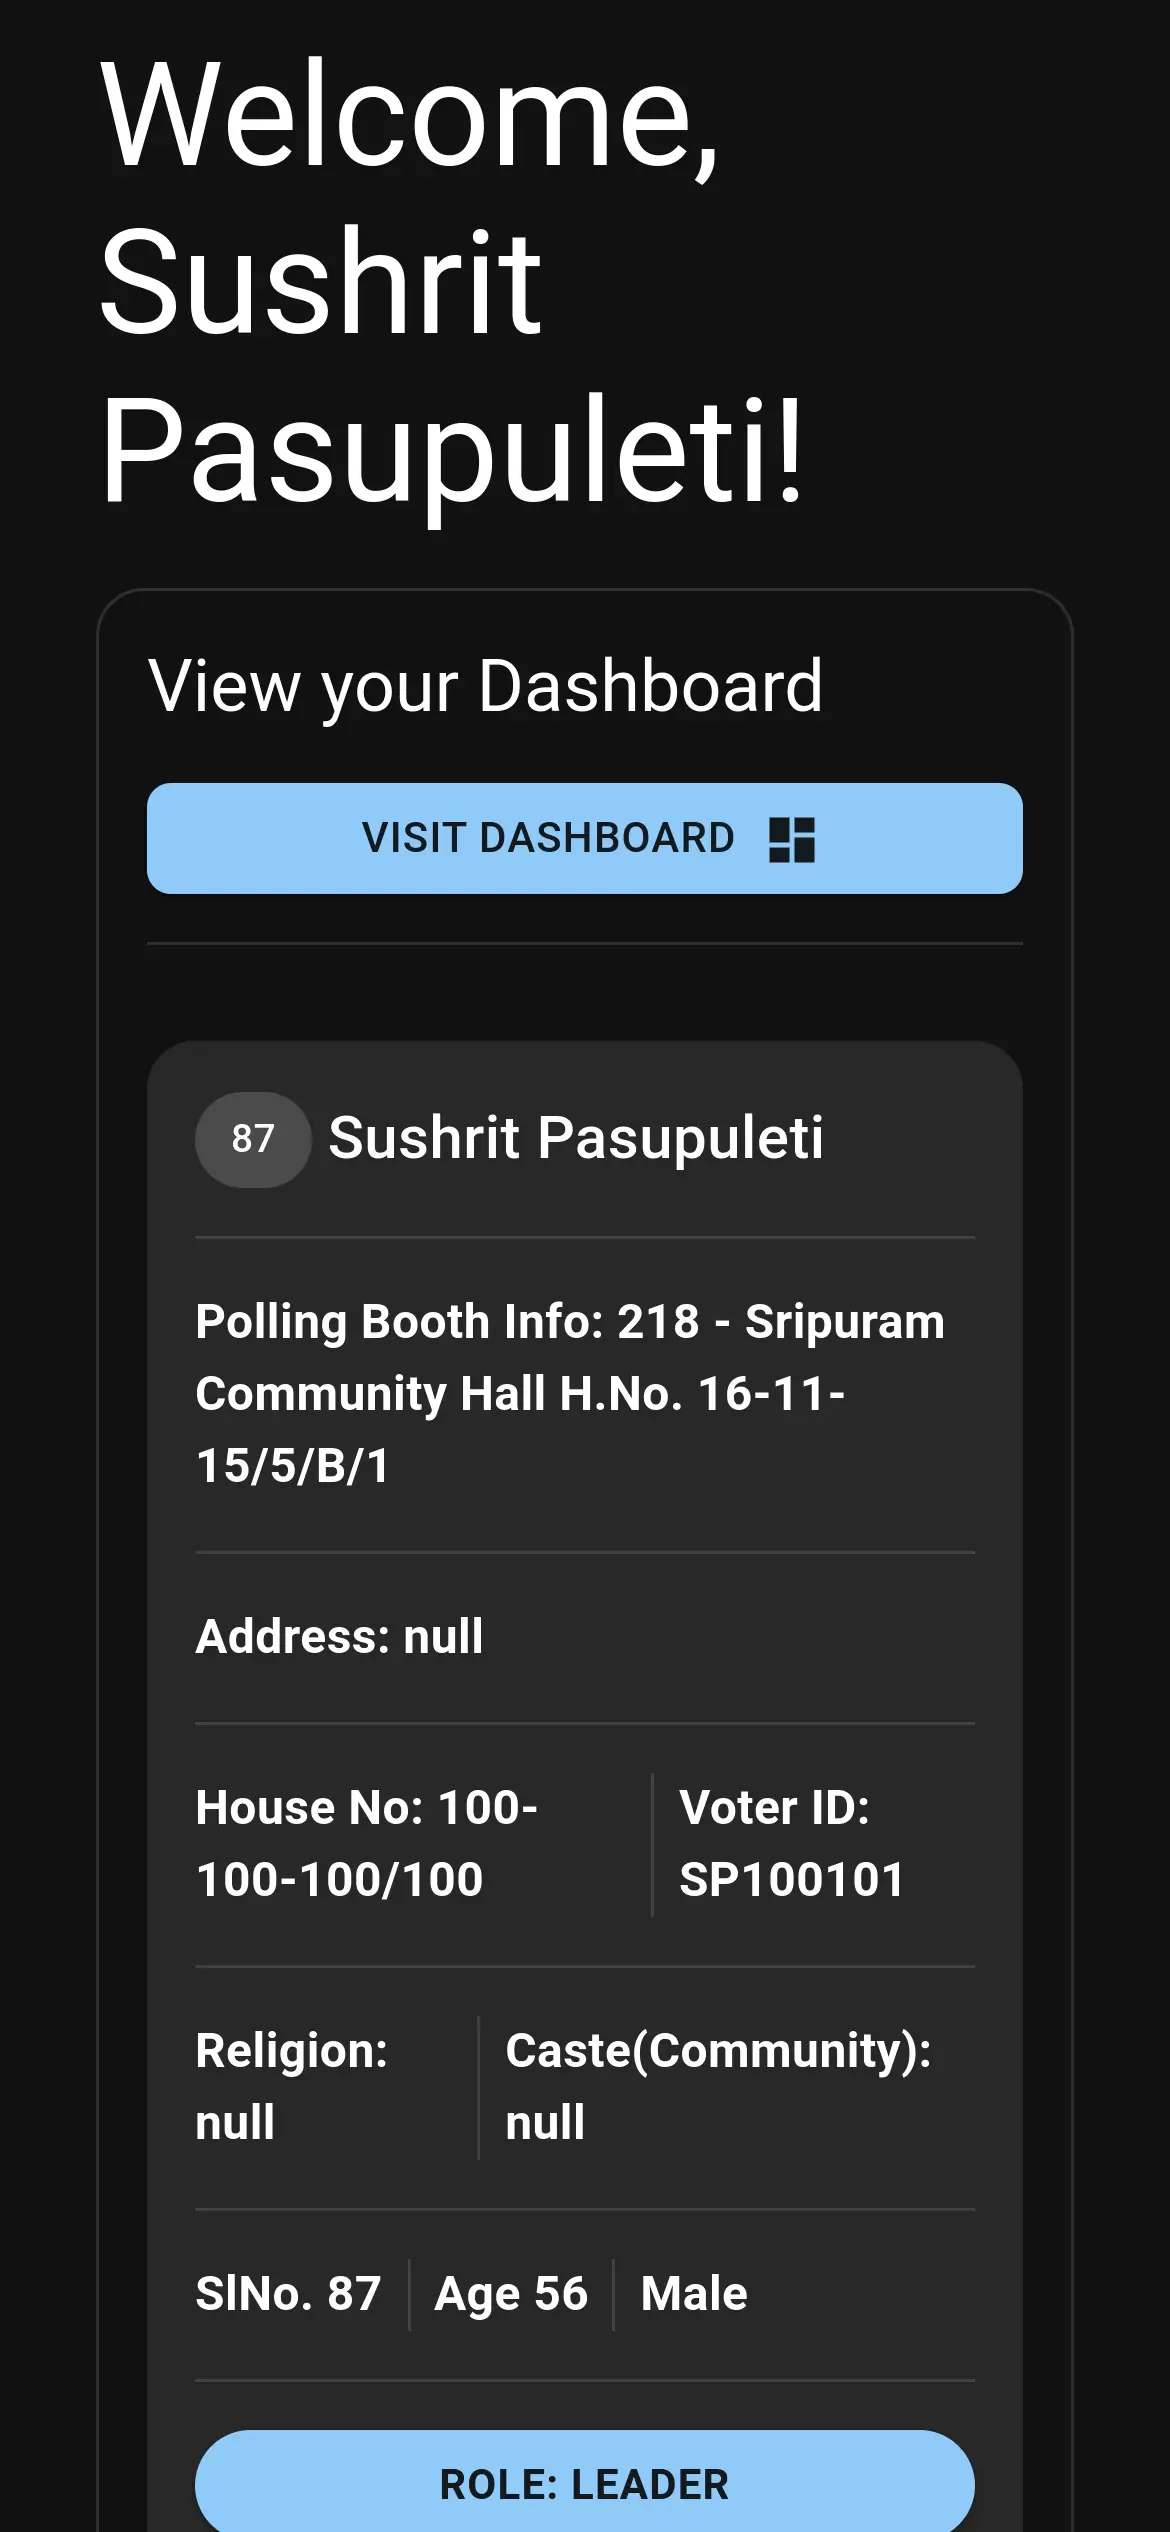 Welcome,
Sushrit
Pasupuleti!
View your Dashboard
VISIT DASHBOARD
87 Sushrit Pasupuleti
Polling Booth Info: 218 - Sripuram
Community Hall H.No. 16-11-
15/5/B/1
Address: null
House No: 100-
100-100/100
Voter ID:
SP100101
Religion:
null
Caste(Community):
null
SlNo. 87 Age 56 Male
ROLE: LEADER